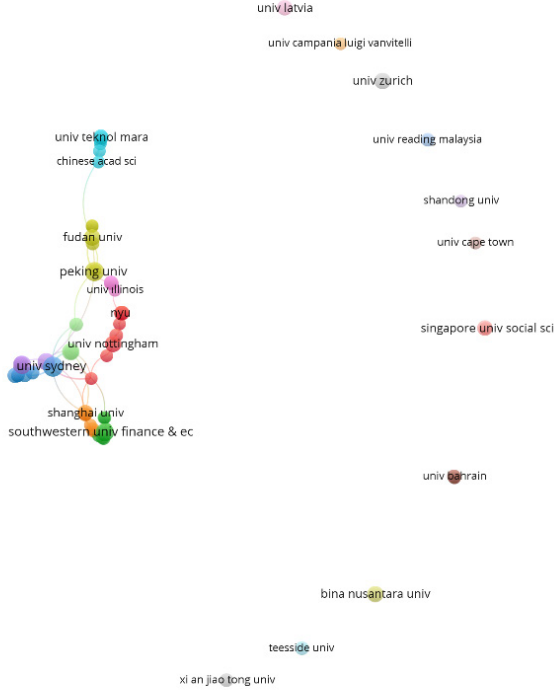 univ latvia
univ campania luigi vanvitelli
univ zurich
univ teknol mara
univ reading malaysia
chinese acad sci
shandong univ
fudan univ
univ cape town
peking univ
univ illinois
nyu
singapore univ social sci
univ nottingham
univ sydney
shanghai univ
southwestern univ finance & ec
univ bahrain
bina nusantara univ
teesside univ
xi an jiao tong univ